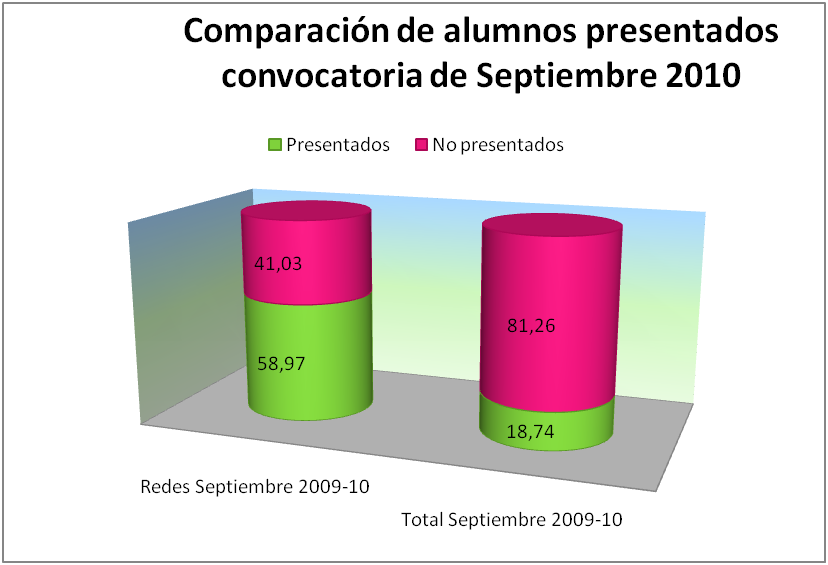 Comparación de alumnos presentados
convocatoria de Septiembre 2010
Presentados No presentados
41,03
58,97
81,26
18,74
Redes Septiembre 2009-10
Total Septiembre 2009-10